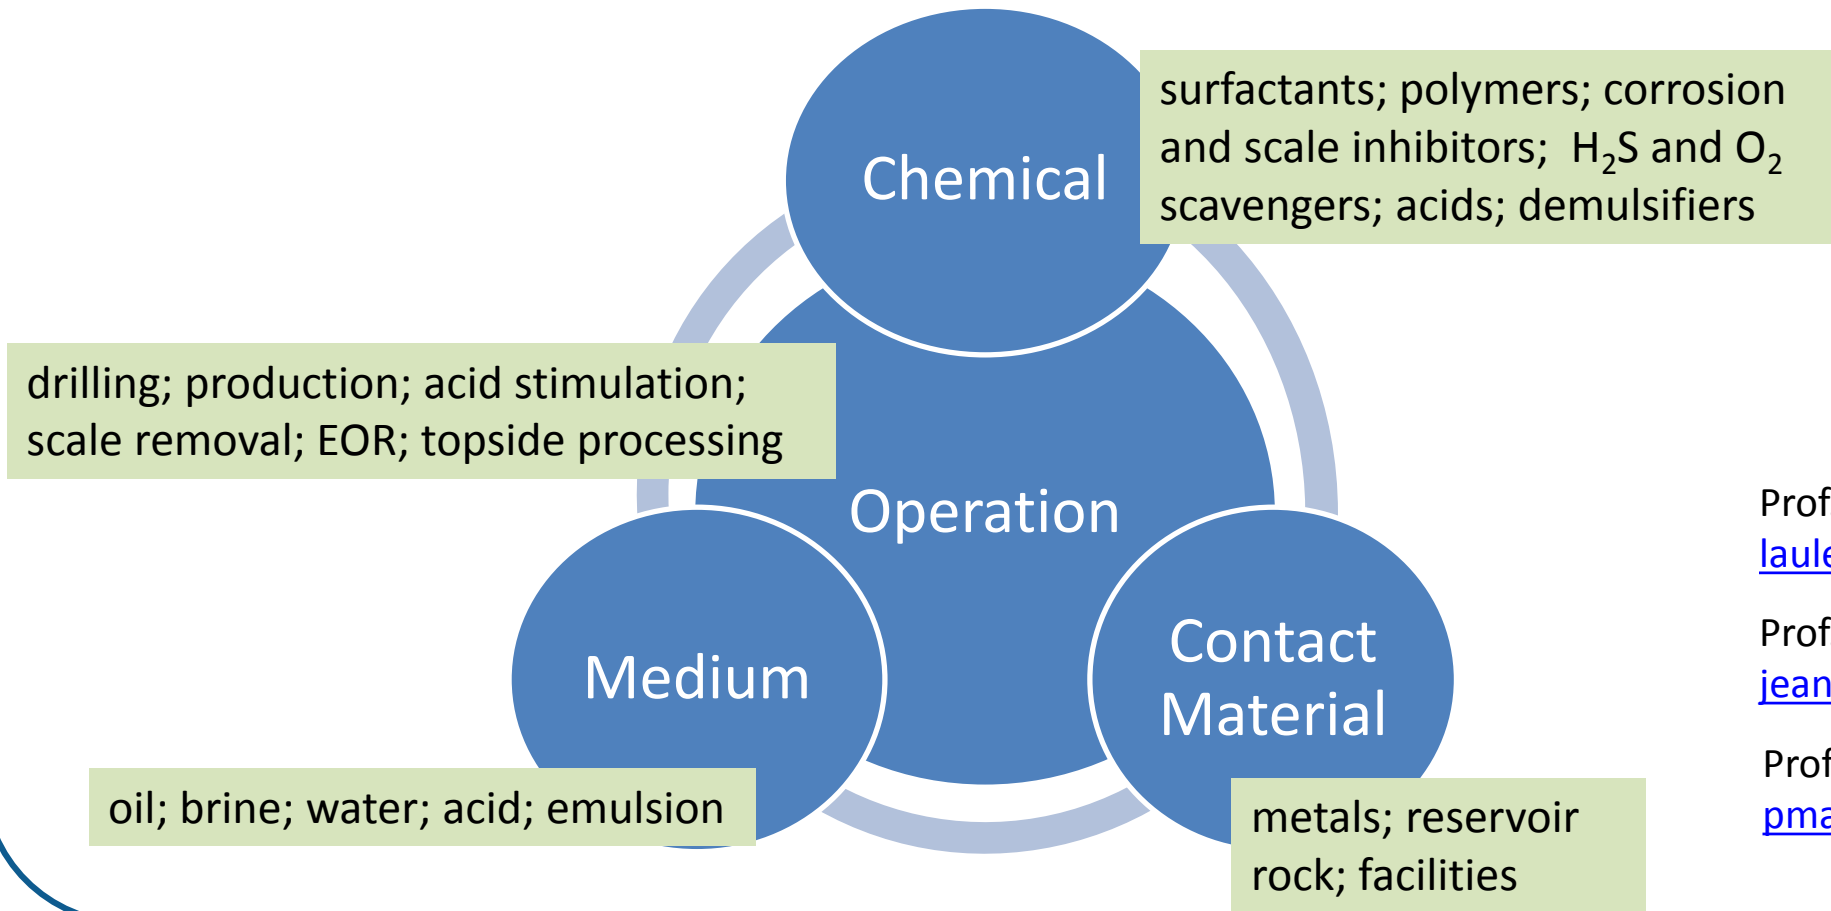 Chemical
surfactants; polymers; corrosion
and scale inhibitors; H₂S and O₂
scavengers; acids; demulsifiers
drilling; production; acid stimulation;
scale removal; EOR; topside processing
Operation
Medium
Contact
Material
oil; brine; water; acid; emulsion
metals; reservoir
rock; facilities
Prof
Prof
Prof